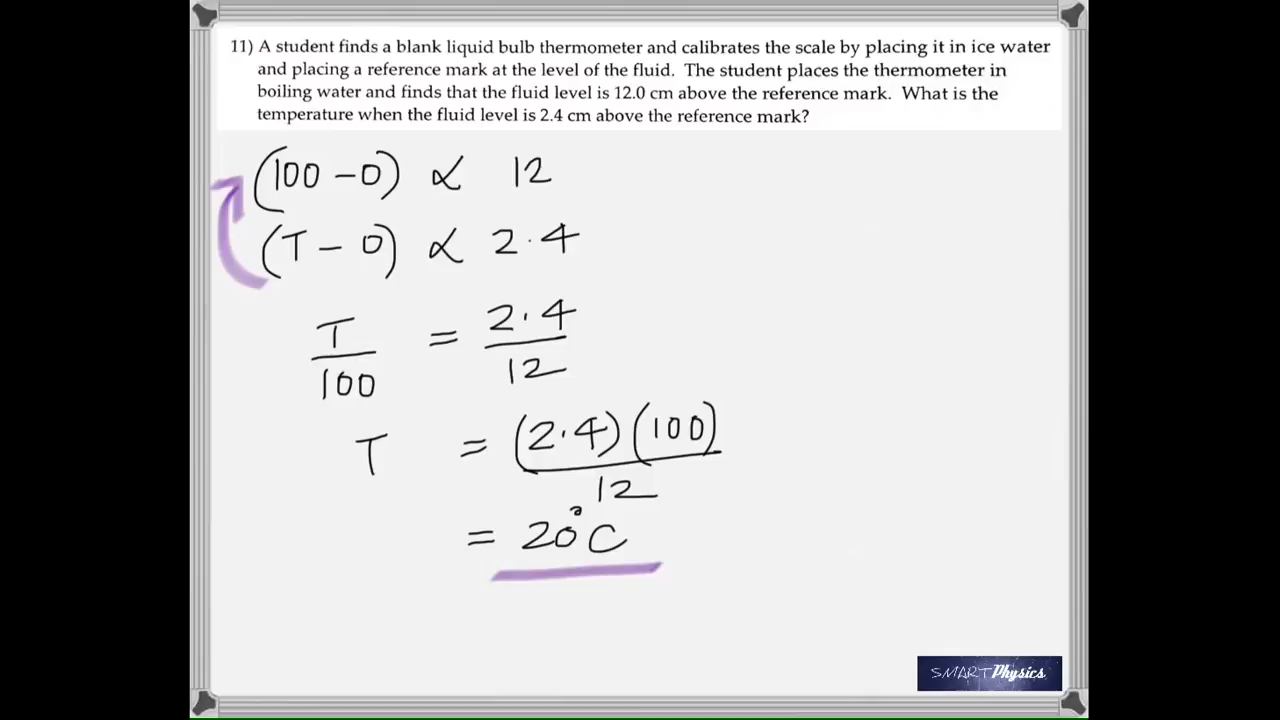 11) A student finds a blank liquid bulb thermometer and calibrates the scale by placing it in ice water
and placing a reference mark at the level of the fluid. The student places the thermometer in
boiling water and finds that the fluid level is 12.0 cm above the reference mark. What is the
temperature when the fluid level is 2.4 cm above the reference mark?
(100 - 0) ∝ 12
(T - 0) ∝ 2.4
T/100 = 2.4/12
T = (2.4)(100)/12
= 20°C
SMARTPhysics